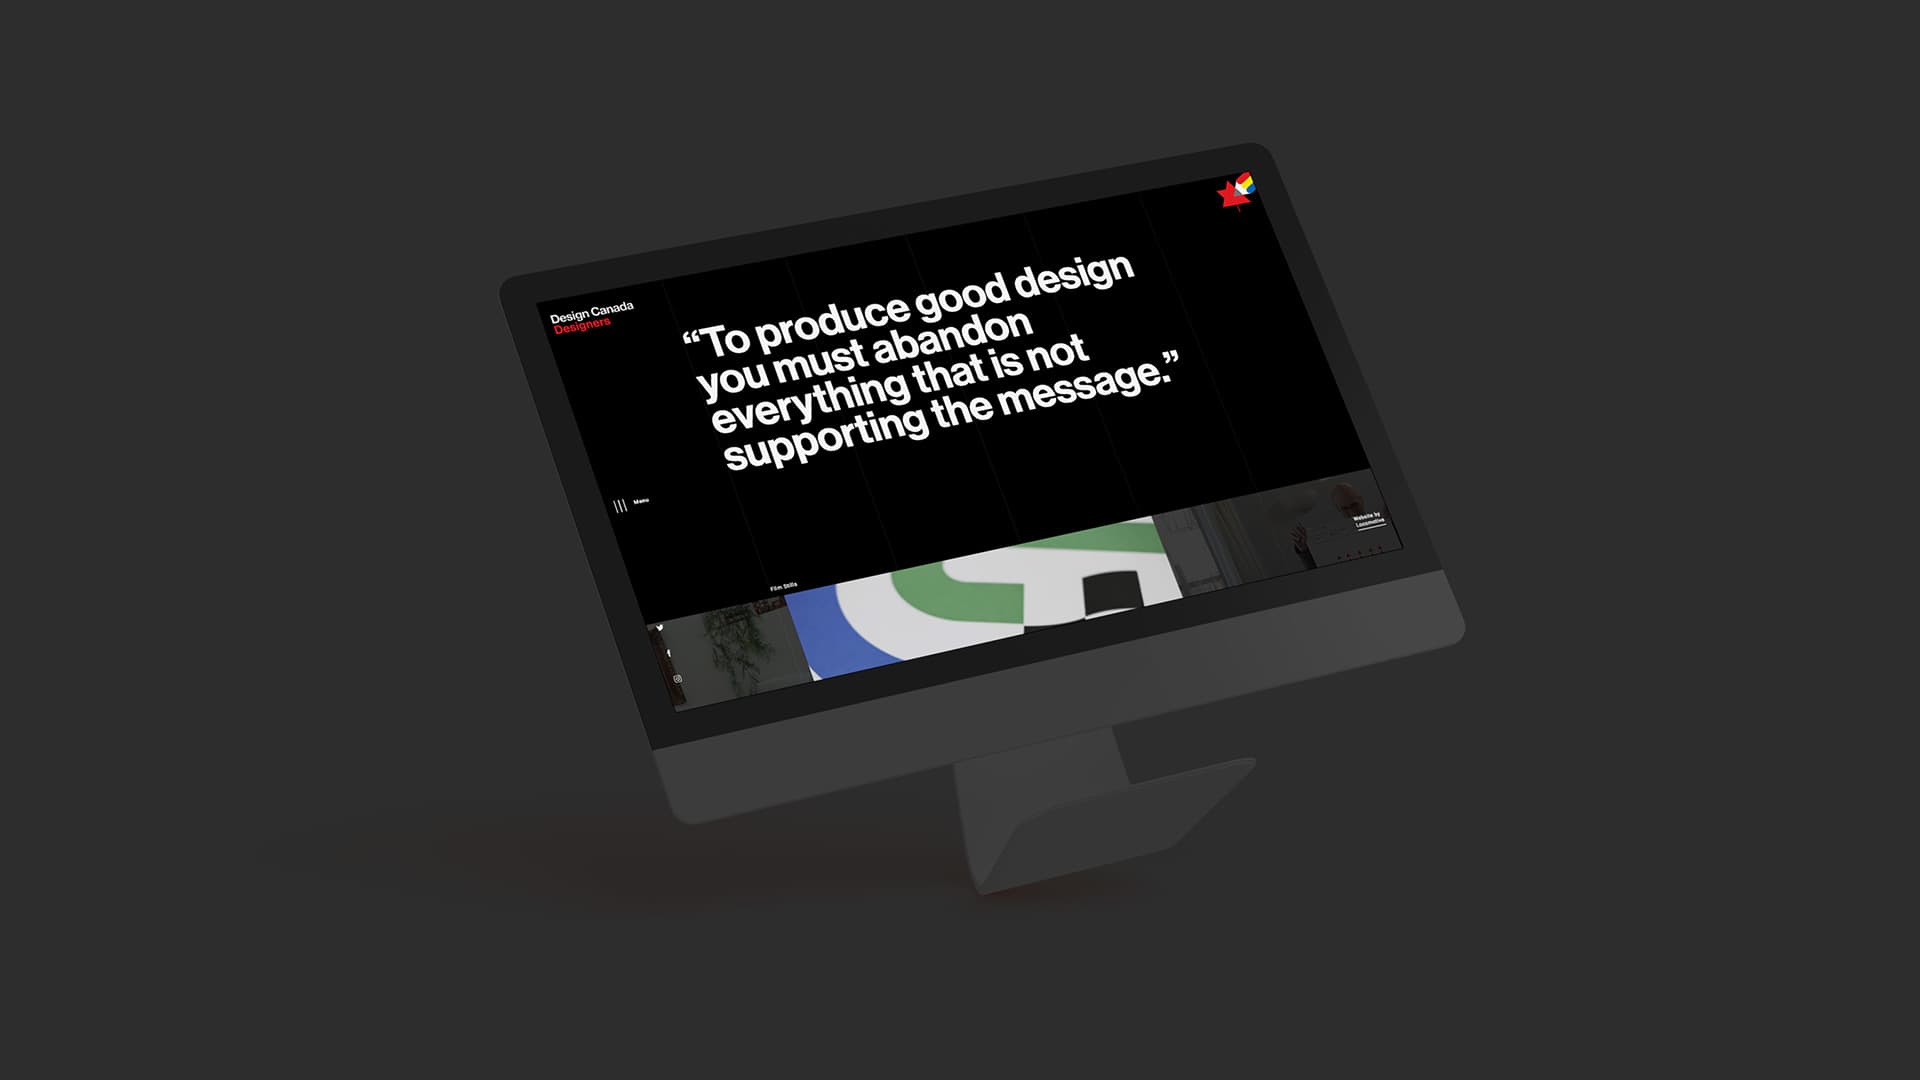 Design Canada
Designers
“To produce good design
you must abandon
everything that is not
supporting the message.”
Menu
Film Stills
Website by
Locomotive